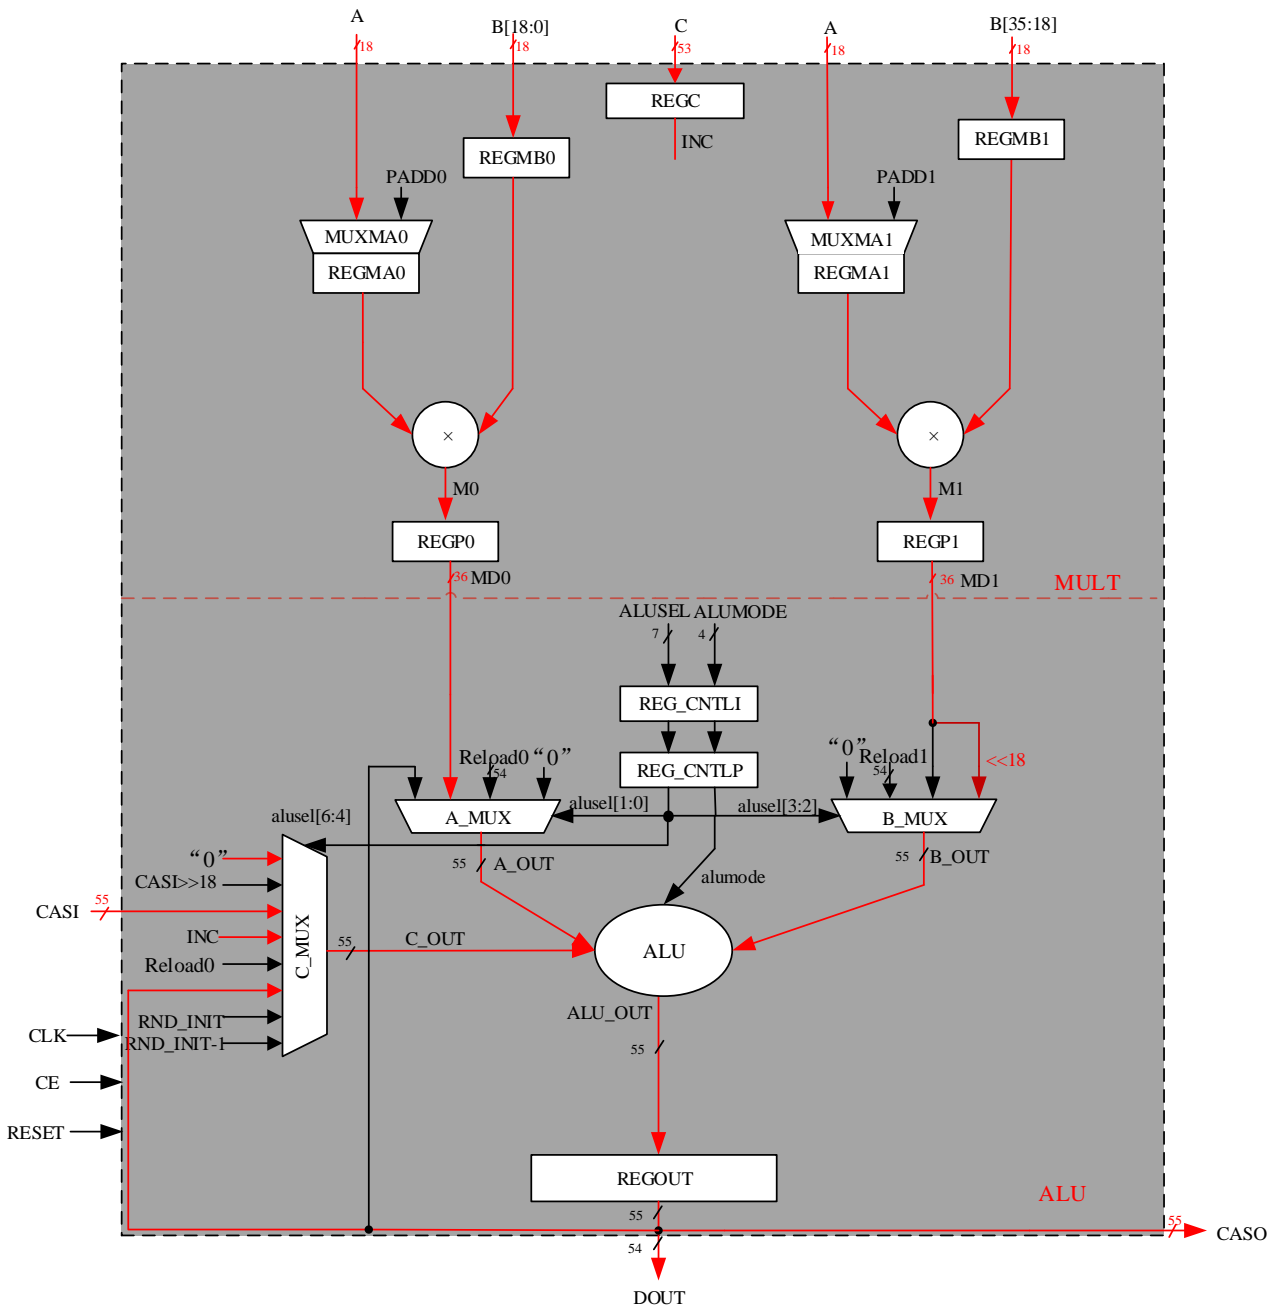 A
B[18:0]
C
A
B[35:18]
18
18
53
18
18
REGC
INC
REGMB0
REGMB1
PADD0
PADD1
MUXMA0
REGMA0
MUXMA1
REGMA1
×
×
M0
M1
REGP0
REGP1
36 MD0
36 MD1
MULT
ALUSEL ALUMODE
7
4
REG_CNTLI
REG_CNTLP
Reload0 “0”
54
“0”
Reload1
54
<<18
alusel[1:0]
alusel[3:2]
A_MUX
B_MUX
alusel[6:4]
55
A_OUT
55
B_OUT
alumode
“0”
CASI>>18
CASI
55
INC
Reload0
RND_INIT
RND_INIT-1
C_MUX
55
C_OUT
ALU
ALU_OUT
55
CLK
CE
RESET
REGOUT
ALU
55
55
CASO
54
DOUT